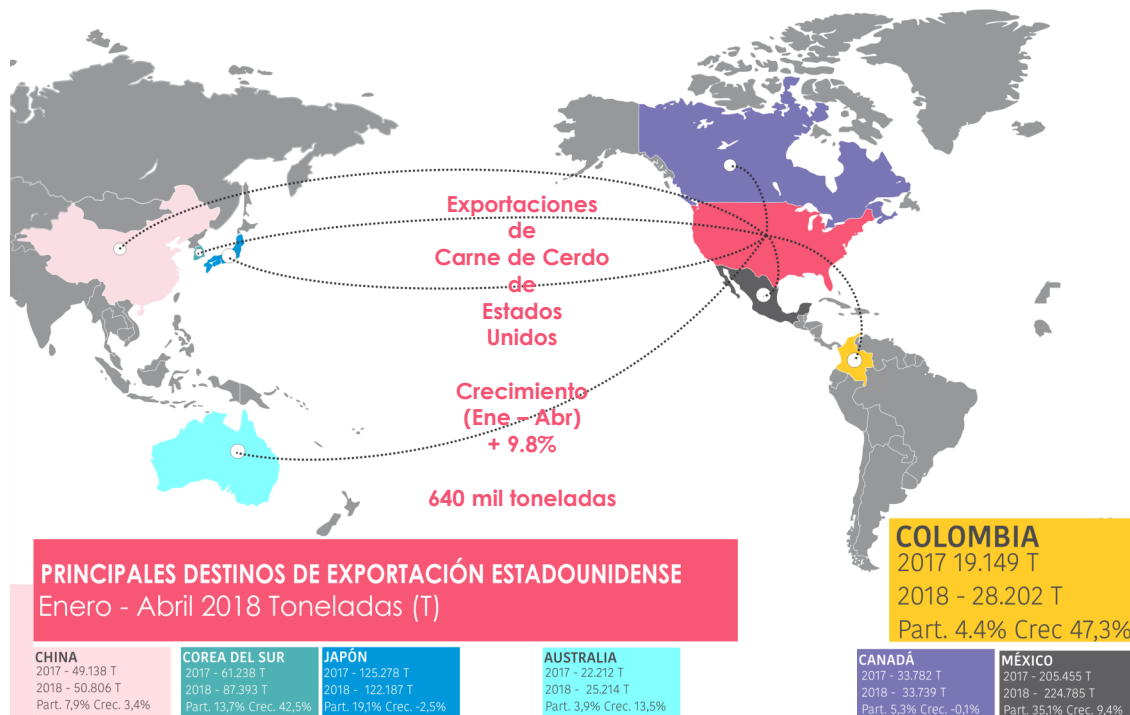 Exportaciones
de
Carne de Cerdo
de
Estados
Unidos
Crecimiento
(Ene – Abr)
+ 9.8%
640 mil toneladas
PRINCIPALES DESTINOS DE EXPORTACIÓN ESTADOUNIDENSE
Enero - Abril 2018 Toneladas (T)
COLOMBIA
2017 19.149 T
2018 - 28.202 T
Part. 4.4% Crec 47,3%
CHINA
2017 - 49.138 T
2018 - 50.806 T
Part. 7,9% Crec. 3,4%
COREA DEL SUR
2017 - 61.238 T
2018 - 87.393 T
Part. 13,7% Crec. 42,5%
JAPÓN
2017 - 125.278 T
2018 - 122.187 T
Part. 19,1% Crec. -2,5%
AUSTRALIA
2017 - 22.212 T
2018 - 25.214 T
Part. 3,9% Crec. 13,5%
CANADÁ
2017 - 33.782 T
2018 - 33.739 T
Part. 5,3% Crec. -0,1%
MÉXICO
2017 - 205.455 T
2018 - 224.785 T
Part. 35,1% Crec. 9,4%